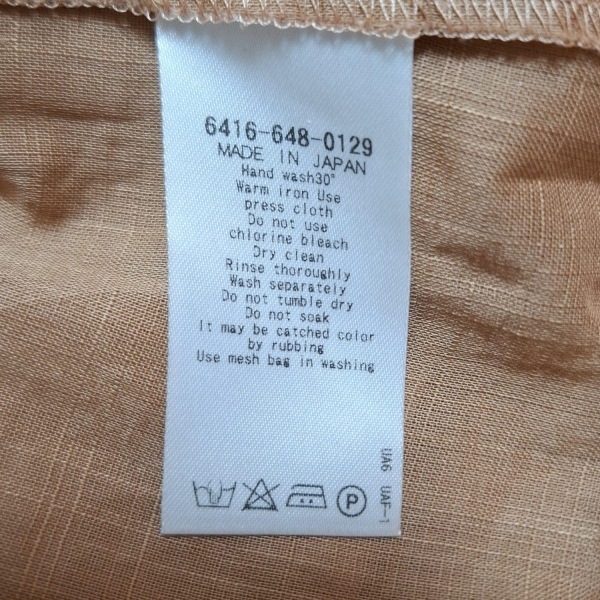 6416-648-0129
MADE IN JAPAN
Hand wash30°
Warm iron Use
press cloth
Do not use
chlorine bleach
Dry clean
Rinse thoroughly
Wash separately
Do not tumble dry
Do not soak
It may be catched color
by rubbing
Use mesh bag in washing
UA6 UAF-1
P